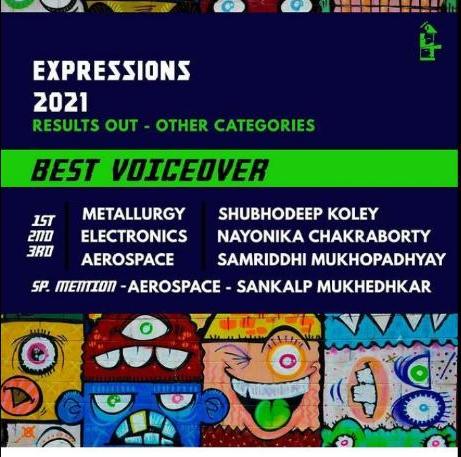 EXPRESSIONS
2021
RESULTS OUT - OTHER CATEGORIES
BEST VOICEOVER
1ST METALLURGY SHUBHODEEP KOLEY
2ND ELECTRONICS NAYONIKA CHAKRABORTY
3RD AEROSPACE SAMRIDDHI MUKHOPADHYAY
SP. MENTION - AEROSPACE - SANKALP MUKHEDHKAR